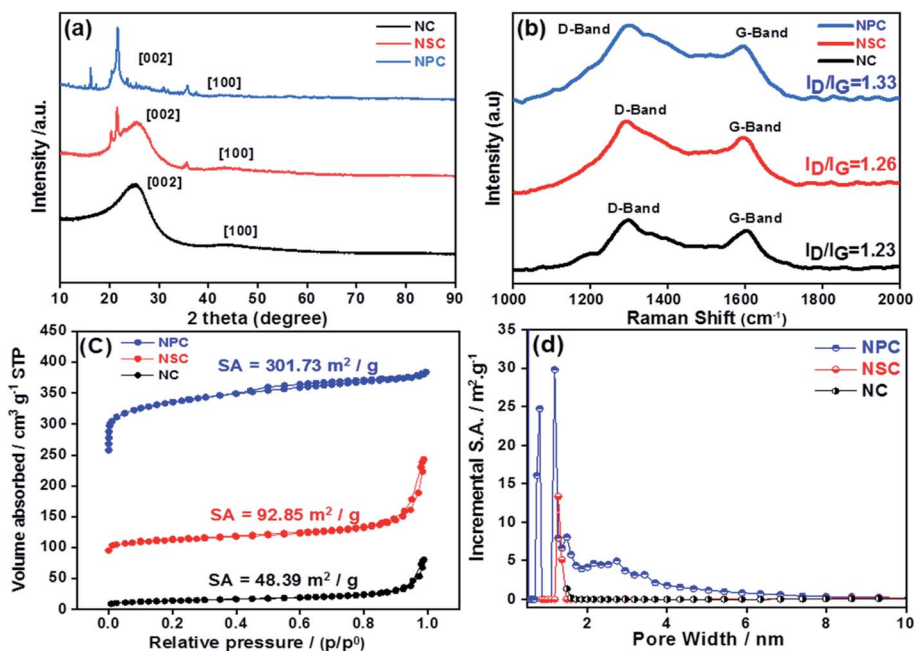 (a)
NC
NSC
NPC
[002]
[100]
[002]
[100]
[002]
[100]
Intensity /a.u.
10 20 30 40 50 60 70 80 90
2 theta (degree)
(b)
NPC
NSC
NC
D-Band
G-Band
ID/IG=1.33
D-Band
G-Band
ID/IG=1.26
D-Band
G-Band
ID/IG=1.23
Intensity (a.u)
1000 1200 1400 1600 1800 2000
Raman Shift (cm-1)
(C)
NPC
NSC
NC
SA = 301.73 m2 / g
SA = 92.85 m2 / g
SA = 48.39 m2 / g
Volume absorbed / cm3 g-1 STP
450
400
350
300
250
200
150
100
50
0
0.0 0.2 0.4 0.6 0.8 1.0
Relative pressure / (p/p0)
(d)
NPC
NSC
NC
Incremental S.A. / m2.g-1
35
30
25
20
15
10
5
0
2 4 6 8 10
Pore Width / nm